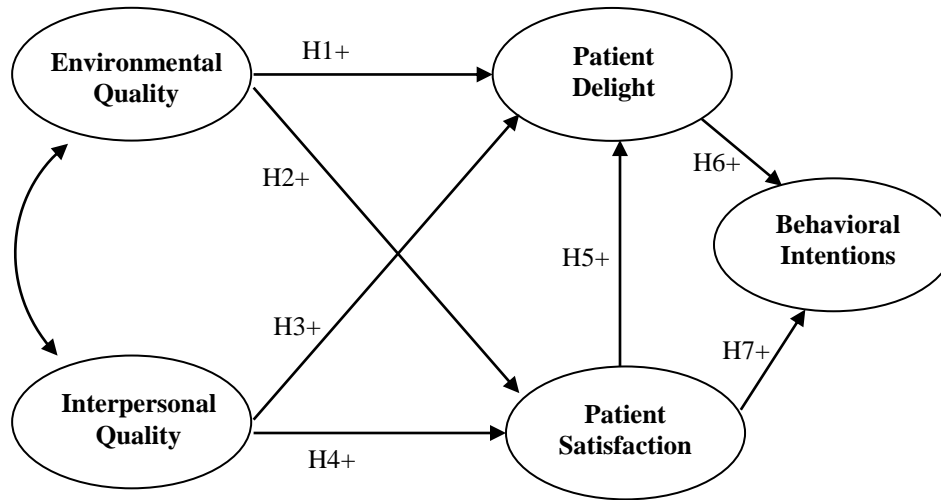 Environmental
Quality
H1+
Patient
Delight
H2+
H6+
Behavioral
Intentions
H5+
H3+
H7+
Interpersonal
Quality
H4+
Patient
Satisfaction